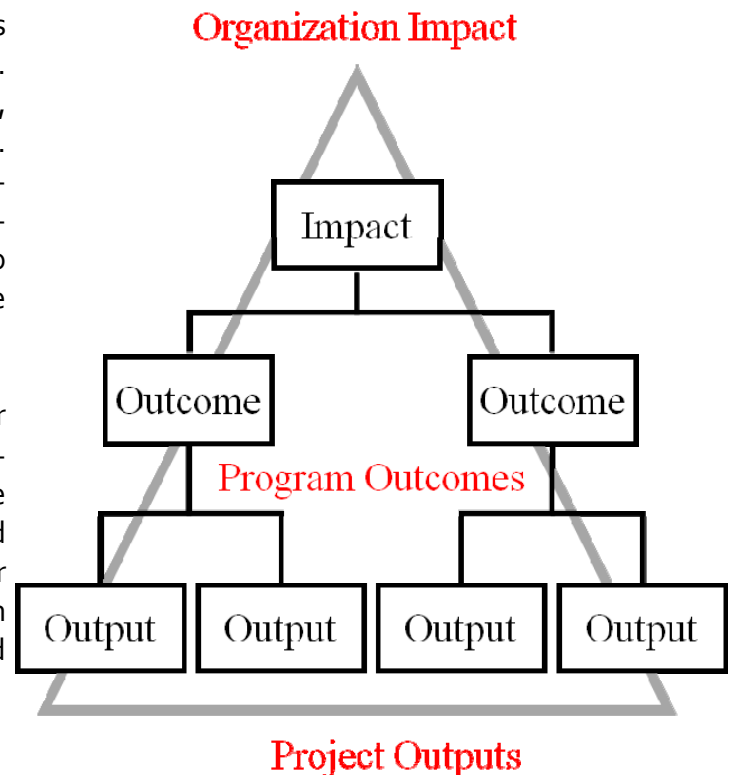 Organization Impact
Impact
Outcome Outcome
Program Outcomes
Output Output Output Output
Project Outputs